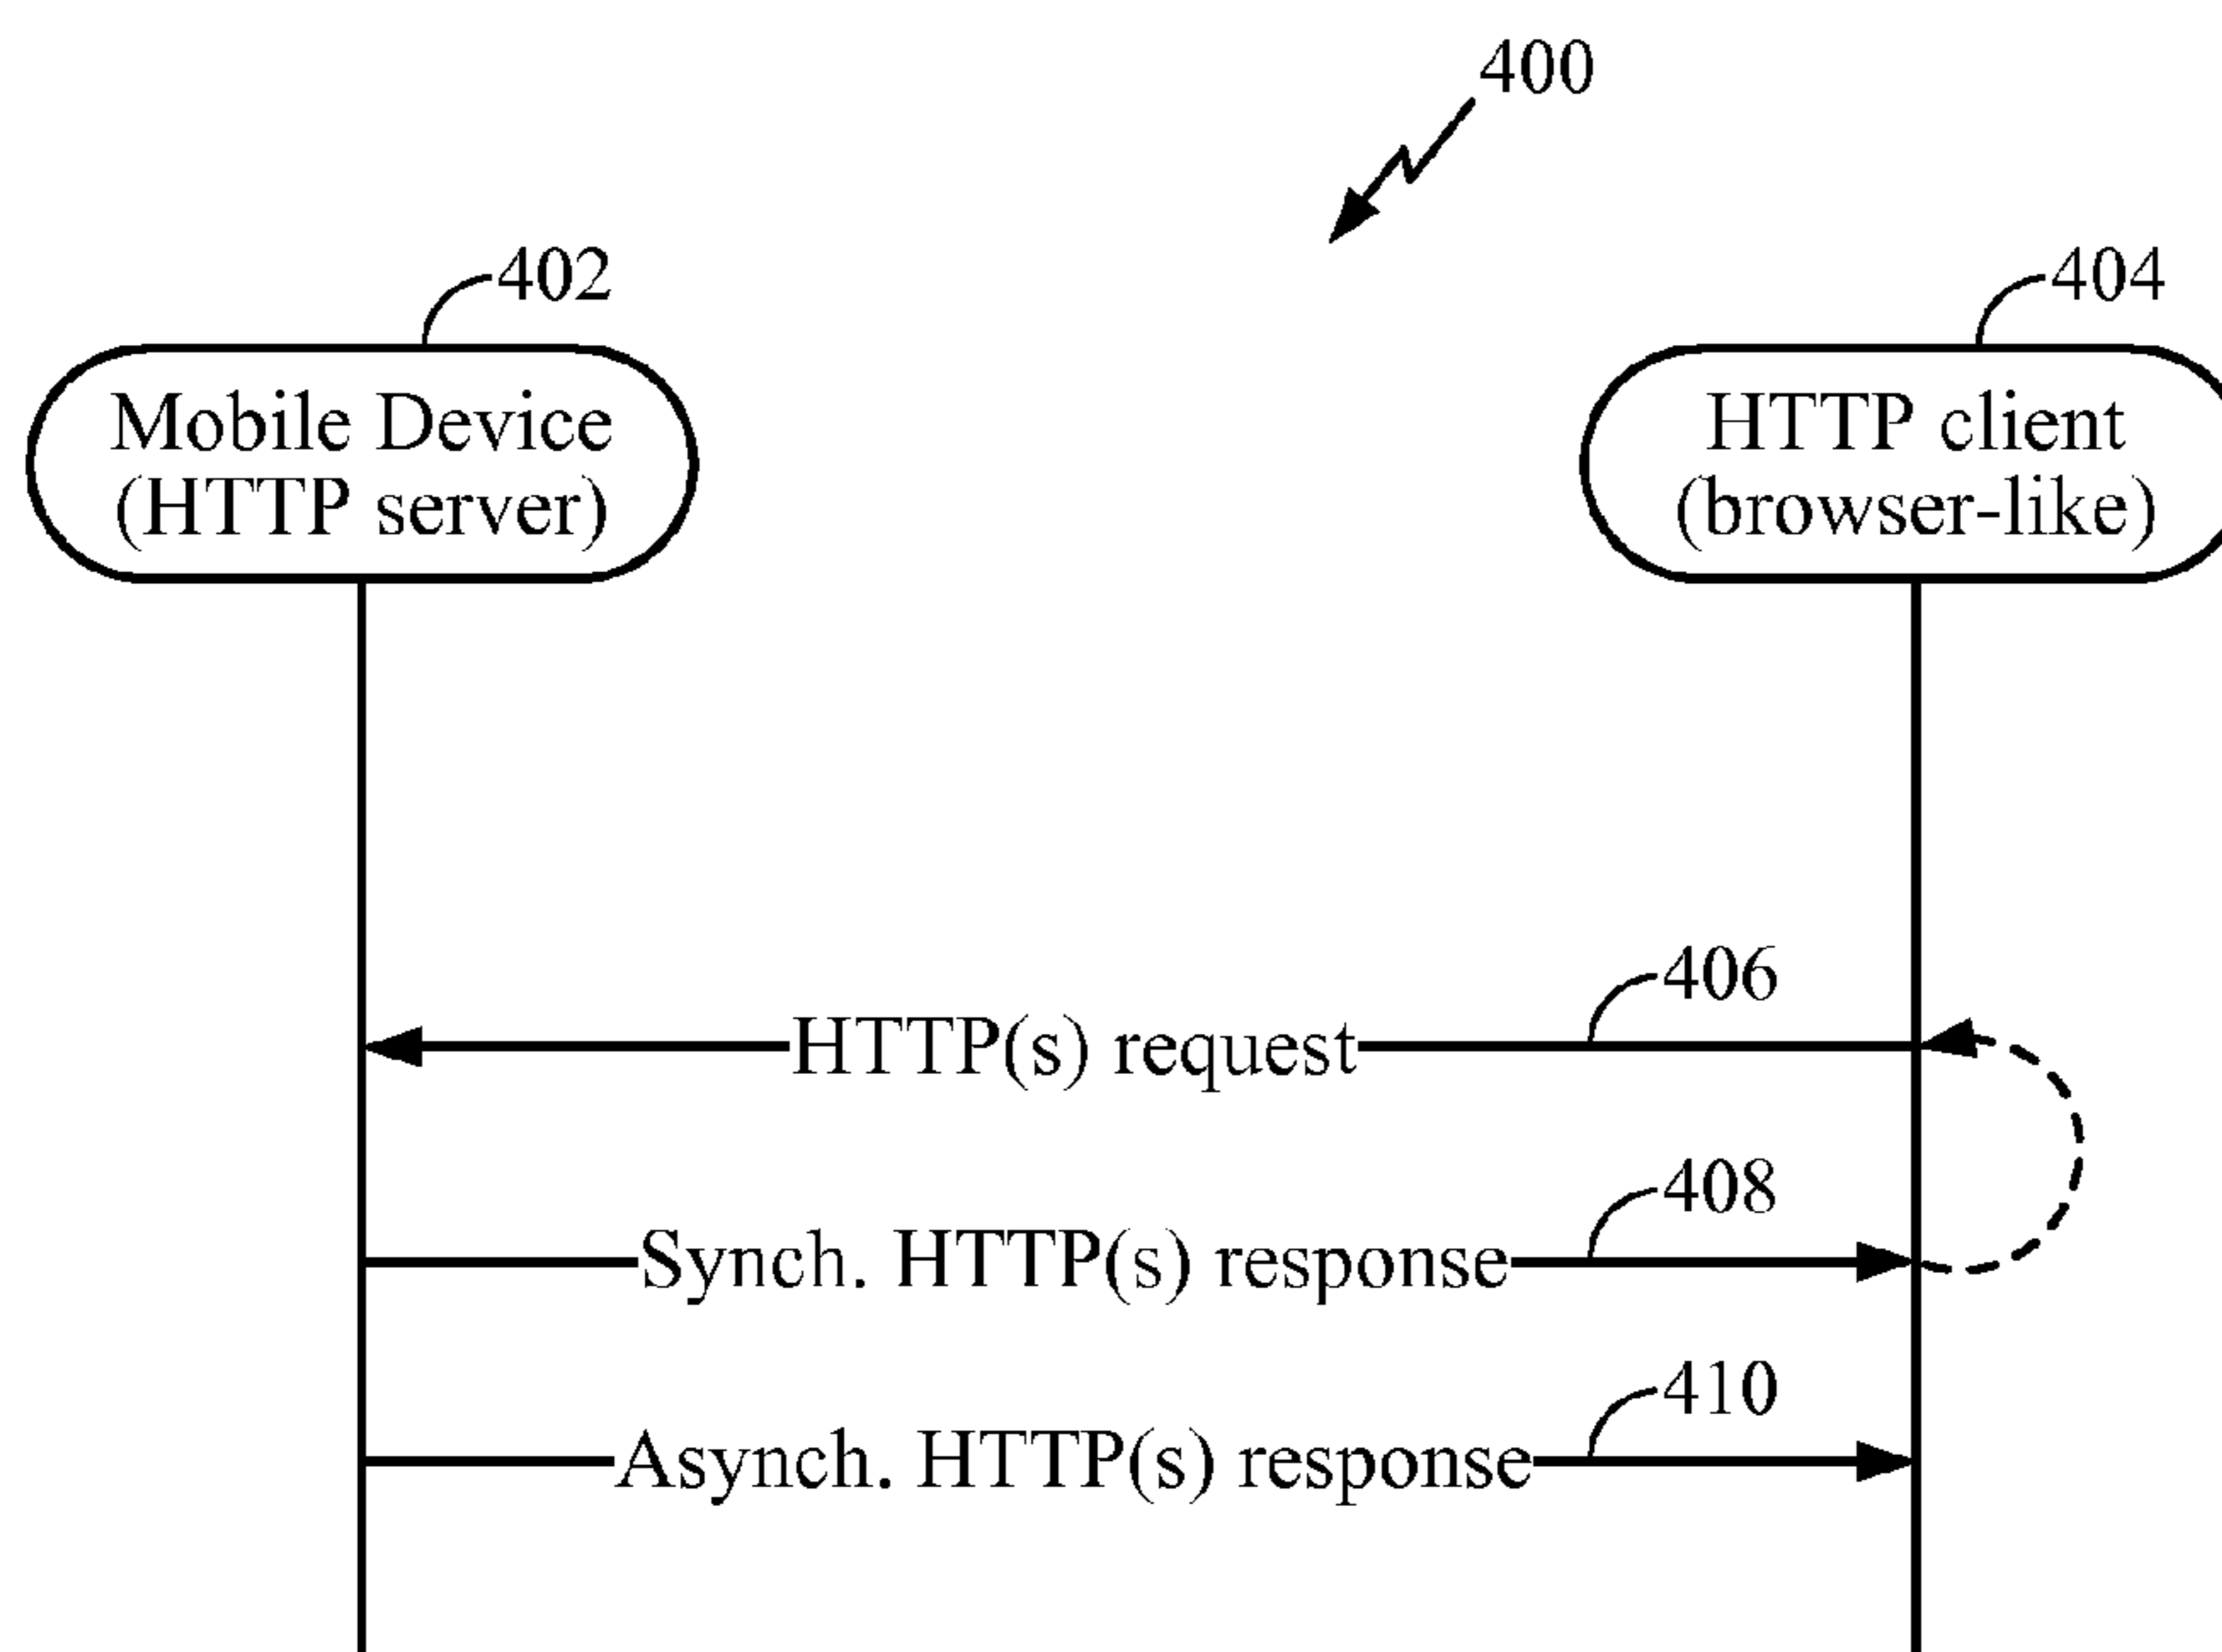 400
402
404
Mobile Device
(HTTP server)
HTTP client
(browser-like)
406
HTTP(s) request
408
Synch. HTTP(s) response
410
Asynch. HTTP(s) response